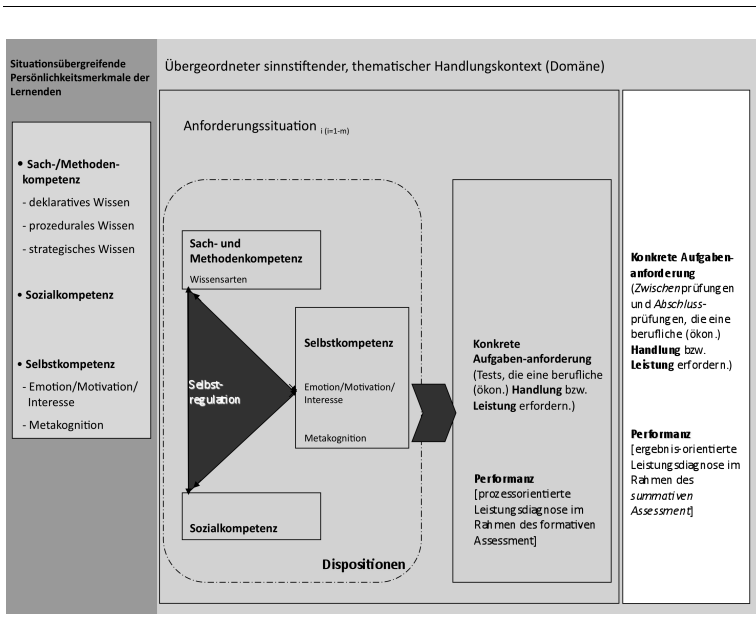 Situationsübergreifende
Persönlichkeitsmerkmale der
Lernenden
• Sach-/Methoden-
kompetenz
- deklaratives Wissen
- prozedurales Wissen
- strategisches Wissen
• Sozialkompetenz
• Selbstkompetenz
- Emotion/Motivation/
Interesse
- Metakognition
Übergeordneter sinnstiftender, thematischer Handlungskontext (Domäne)
Anforderungssituation i (i=1-m)
Sach- und
Methodenkompetenz
Wissensarten
Selbst-
regulation
Selbstkompetenz
Emotion/Motivation/
Interesse
Metakognition
Sozialkompetenz
Dispositionen
Konkrete
Aufgaben-anforderung
(Tests, die eine berufliche
(ökon.) Handlung bzw.
Leistung erfordern.)
Performanz
[prozessorientierte
Leistungsdiagnose im
Rahmen des formativen
Assessment]
Konkrete Aufgaben-
anforderung
(Zwischenprüfungen
und Abschluss-
prüfungen, die eine
berufliche (ökon.)
Handlung bzw.
Leistung erfordern.)
Performanz
[ergebnis-orientierte
Leistungsdiagnose im
Rahmen des
summativen
Assessment]